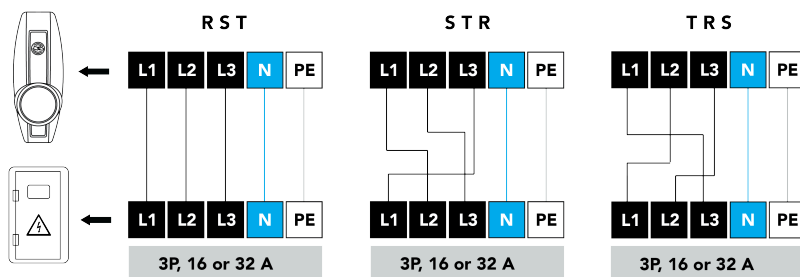 R S T S T R T R S
L1 L2 L3 N PE L1 L2 L3 N PE L1 L2 L3 N PE
L1 L2 L3 N PE L1 L2 L3 N PE L1 L2 L3 N PE
3P, 16 or 32 A 3P, 16 or 32 A 3P, 16 or 32 A